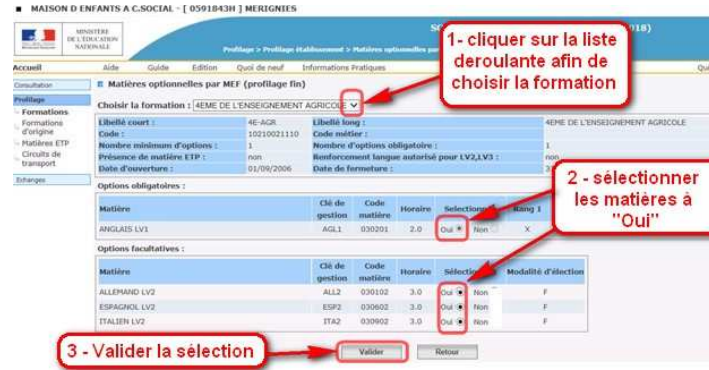 MAISON D ENFANTS A C.SOCIAL - [ 0591843H ] MERIGNIES
MINISTÈRE
DE L'ÉDUCATION
NATIONALE
Profilage > Profilage établissement > Matières optionnelles
018)
Accueil Aide Guide Edition Quoi de neuf Informations Pratiques
1- cliquer sur la liste
deroulante afin de
choisir la formation
Consultation
Profilage
Formations
Formations
d'origine
Matières ETP
Circuits de
transport
Echanges
Matières optionnelles par MEF (profilage fin)
Choisir la formation : 4EME DE L'ENSEIGNEMENT AGRICOLE
Libellé court : 4E-AGR Libellé long : 4EME DE L'ENSEIGNEMENT AGRICOLE
Code : 10210021110 Code métier :
Nombre minimum d'options : 1 Nombre d'options obligatoire : 1
Présence de matière ETP : non Renforcement langue autorisé pour LV2,LV3 : non
Date d'ouverture : 01/09/2006 Date de fermeture :
2 - sélectionner
les matières à
"Oui"
Options obligatoires :
Matière Clé de gestion Code matière Horaire Rang 1
ANGLAIS LV1 AGL1 030201 2.0 Oui Non X
Options facultatives :
Matière Clé de gestion Code matière Horaire Modalité d'élection
ALLEMAND LV2 ALL2 030102 3.0 Oui Non F
ESPAGNOL LV2 ESP2 030602 3.0 Oui Non F
ITALIEN LV2 ITA2 030902 3.0 Oui Non F
3 - Valider la sélection
Valider Retour